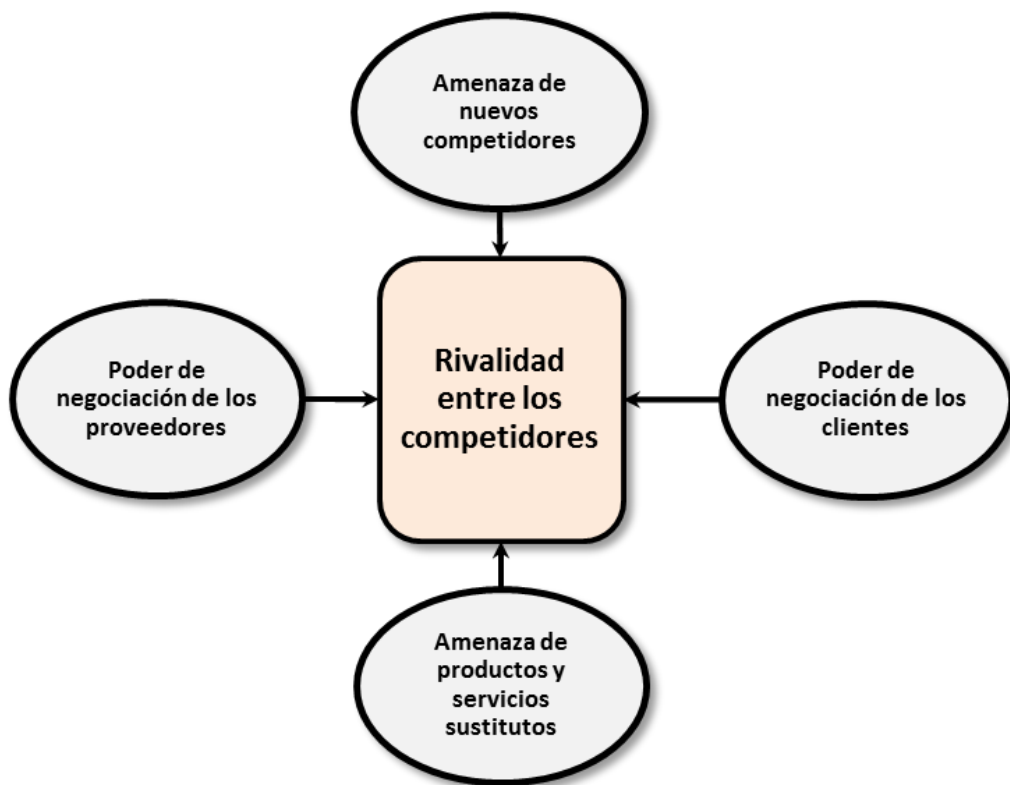 Amenaza de
nuevos
competidores
Poder de
negociación de los
proveedores
Rivalidad
entre los
competidores
Poder de
negociación de los
clientes
Amenaza de
productos y
servicios
sustitutos